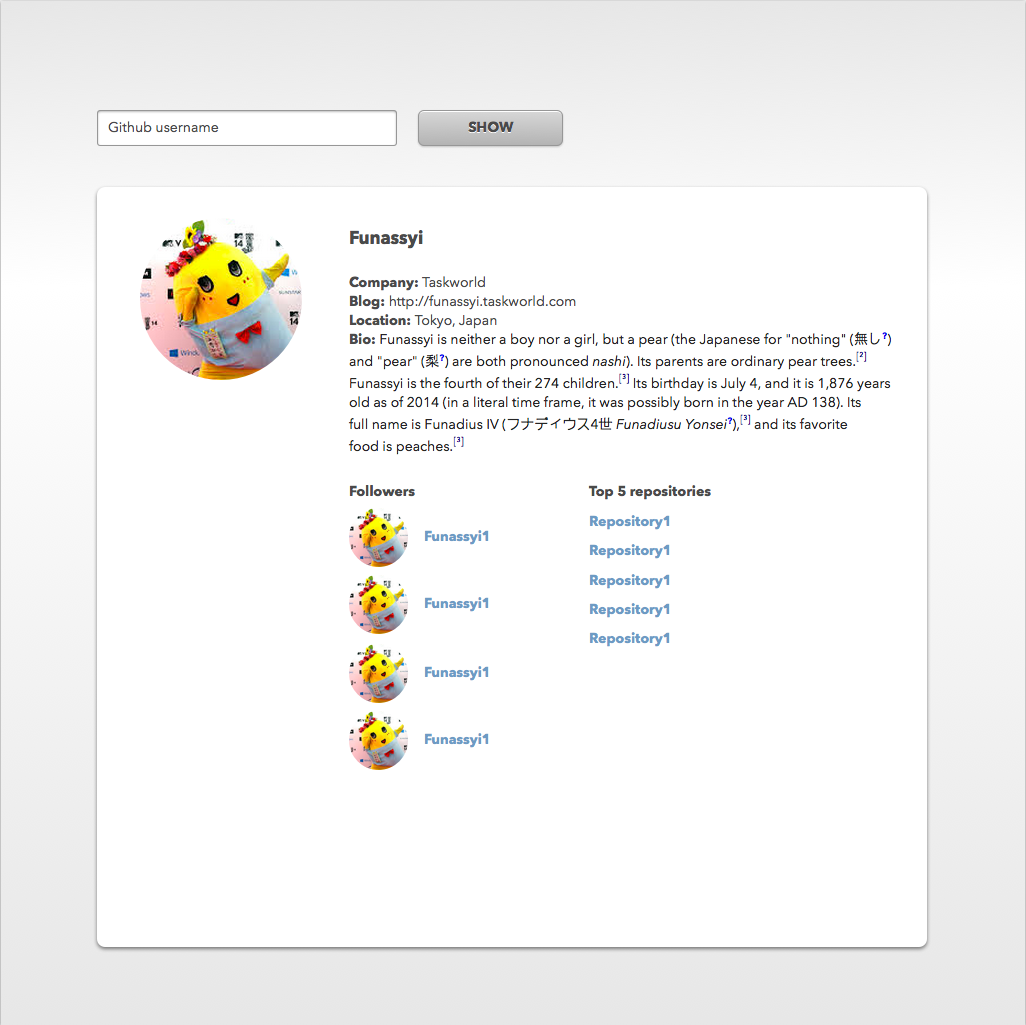 Github username
SHOW
Funassyi
Company: Taskworld
Blog: http://funassyi.taskworld.com
Location: Tokyo, Japan
Bio: Funassyi is neither a boy nor a girl, but a pear (the Japanese for "nothing" (無し?)
and "pear" (梨?) are both pronounced nashi). Its parents are ordinary pear trees.[2]
Funassyi is the fourth of their 274 children.[3] Its birthday is July 4, and it is 1,876 years
old as of 2014 (in a literal time frame, it was possibly born in the year AD 138). Its
full name is Funadius IV (フナディウス4世 Funadiusu Yonsei?),[3] and its favorite
food is peaches.[3]
Followers
Funassyi1
Funassyi1
Funassyi1
Funassyi1
Top 5 repositories
Repository1
Repository1
Repository1
Repository1
Repository1